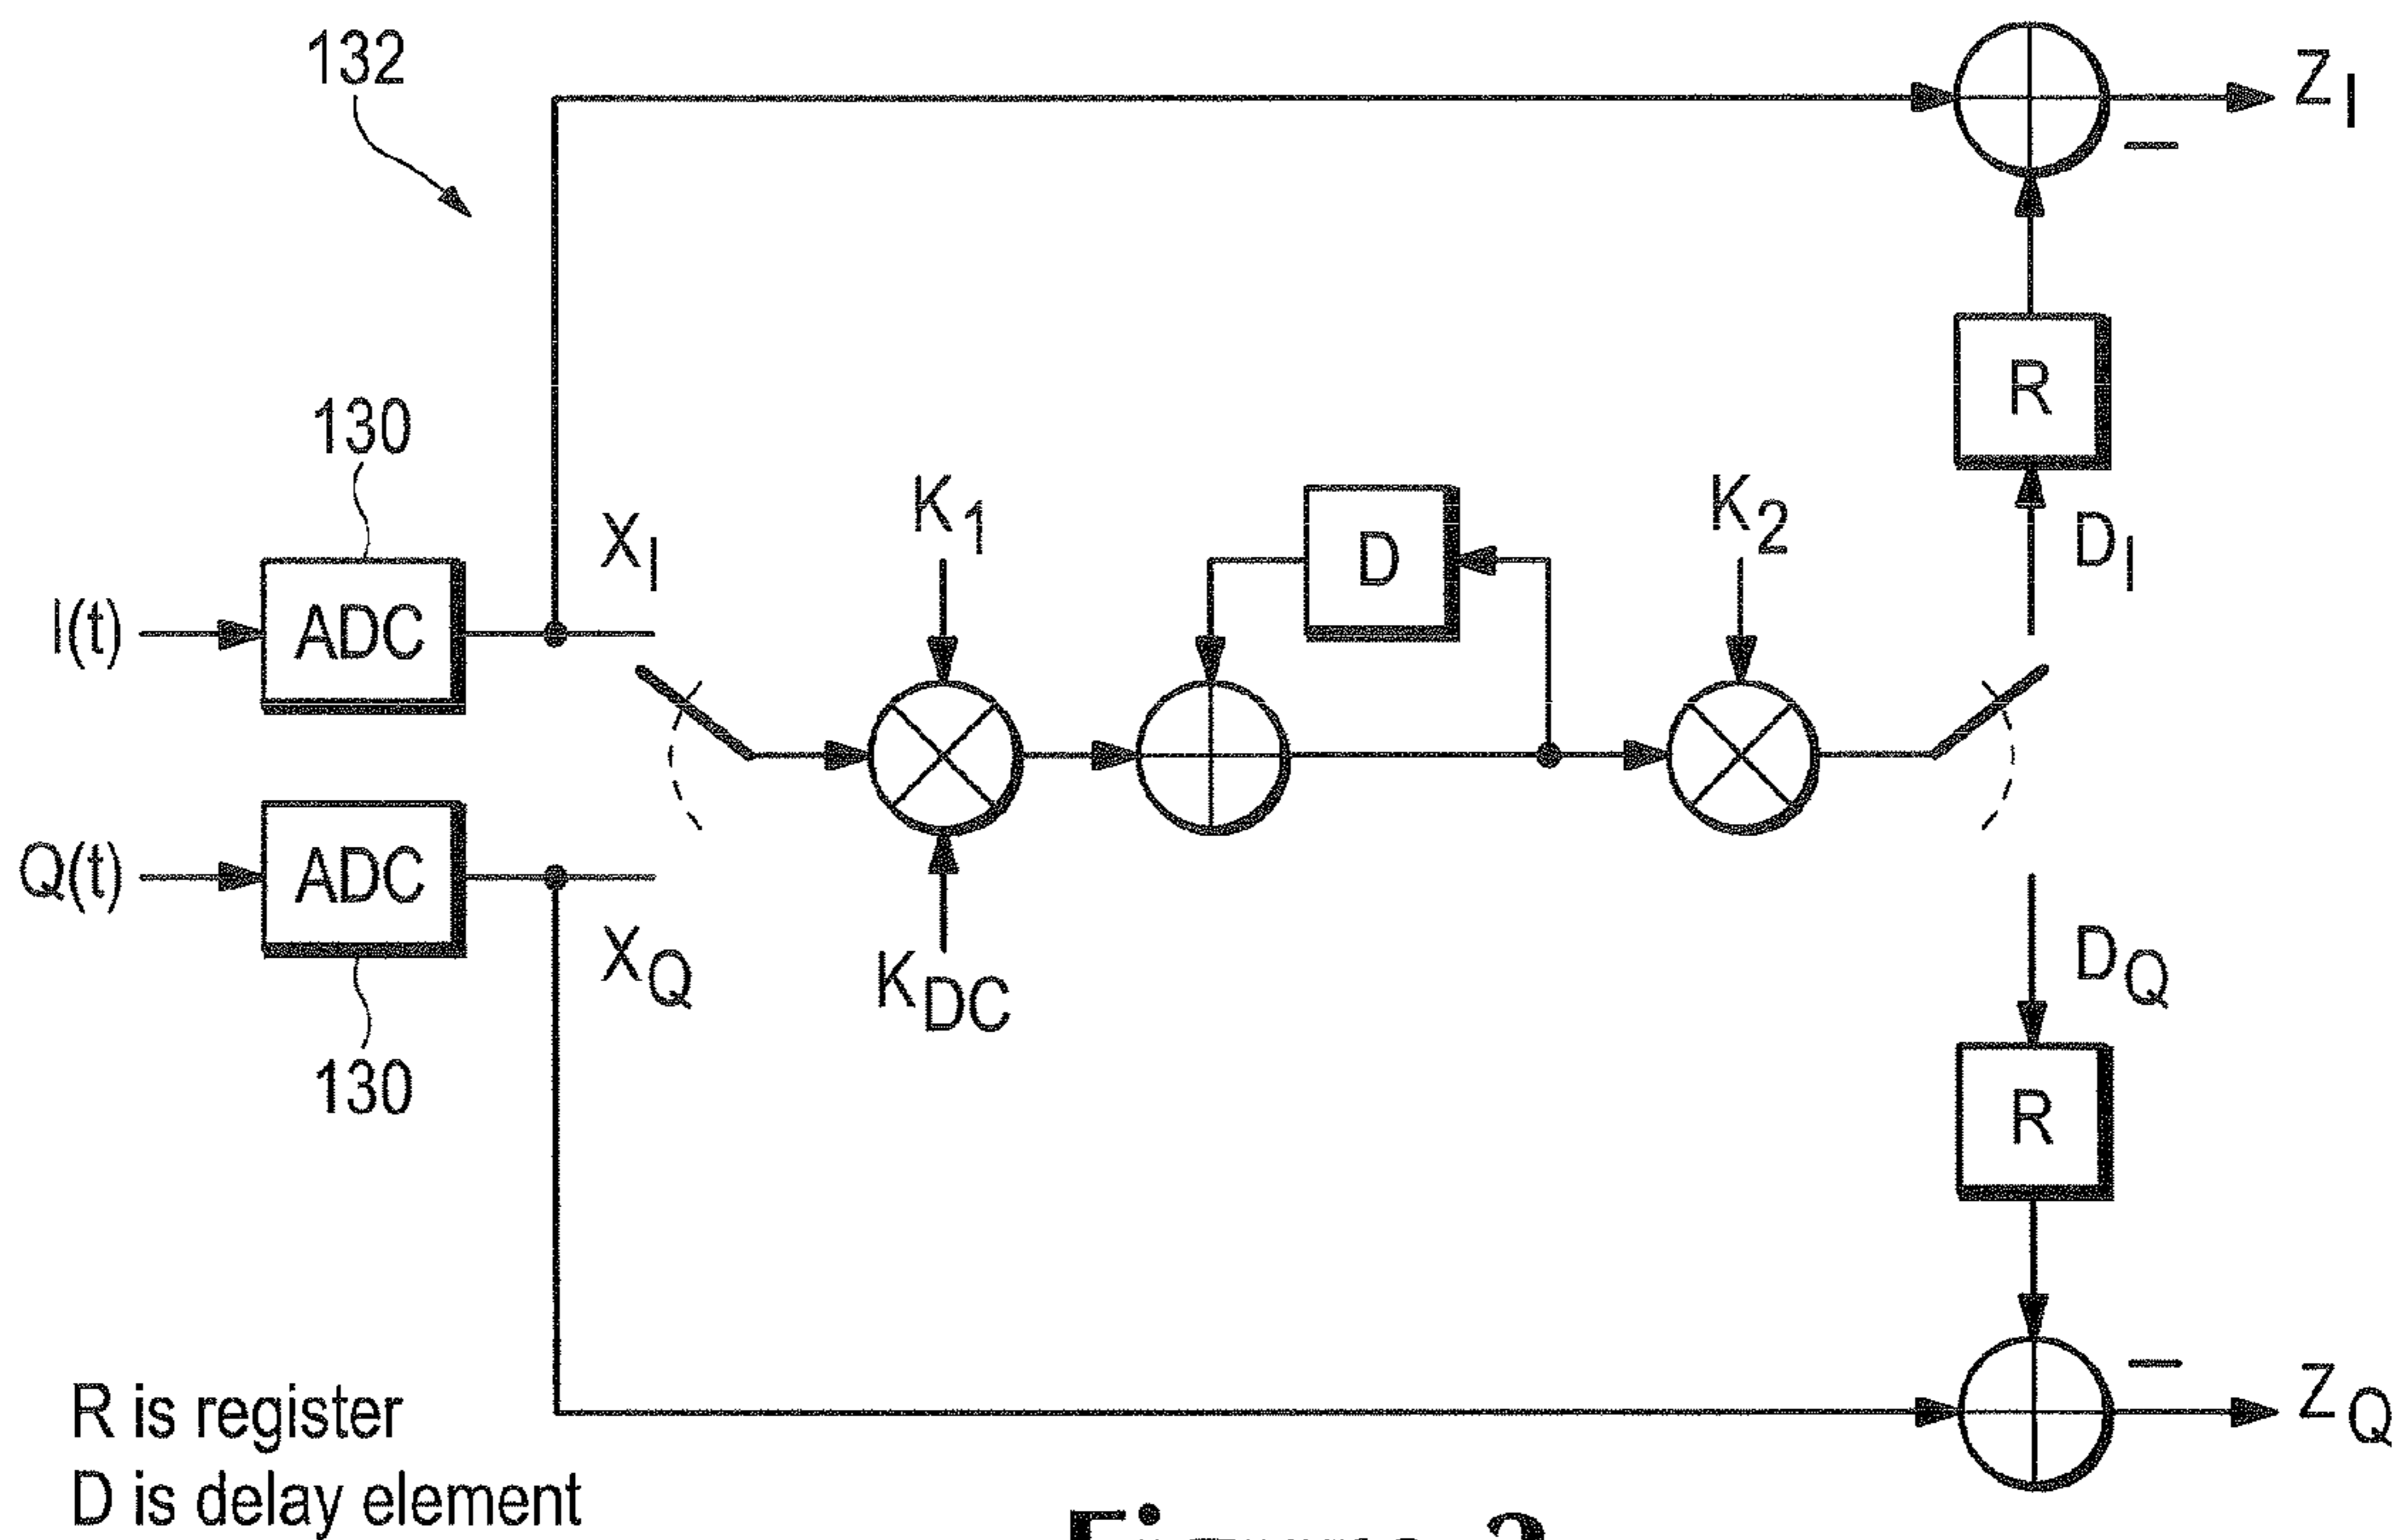 132
Z_I
130
R
K_1
K_2
D
X_I
D_I
I(t)
ADC
Q(t)
ADC
X_Q
K_DC
D_Q
130
R
Z_Q
R is register
D is delay element